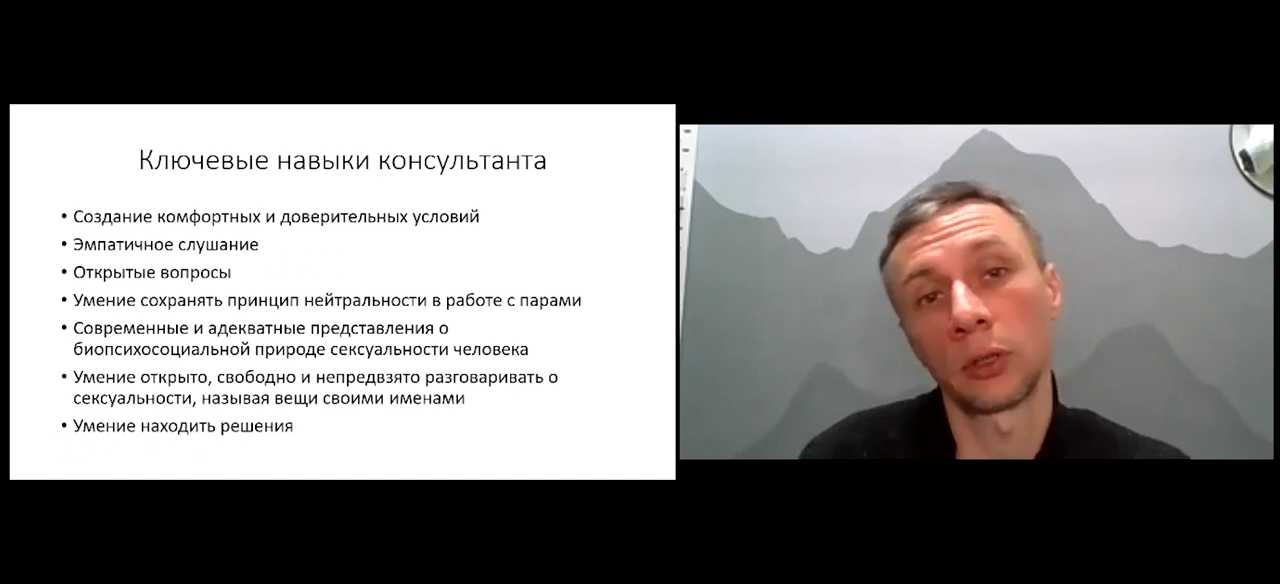 Ключевые навыки консультанта
• Создание комфортных и доверительных условий
• Эмпатичное слушание
• Открытые вопросы
• Умение сохранять принцип нейтральности в работе с парами
• Современные и адекватные представления о
биопсихосоциальной природе сексуальности человека
• Умение открыто, свободно и непредвзято разговаривать о
сексуальности, называя вещи своими именами
• Умение находить решения